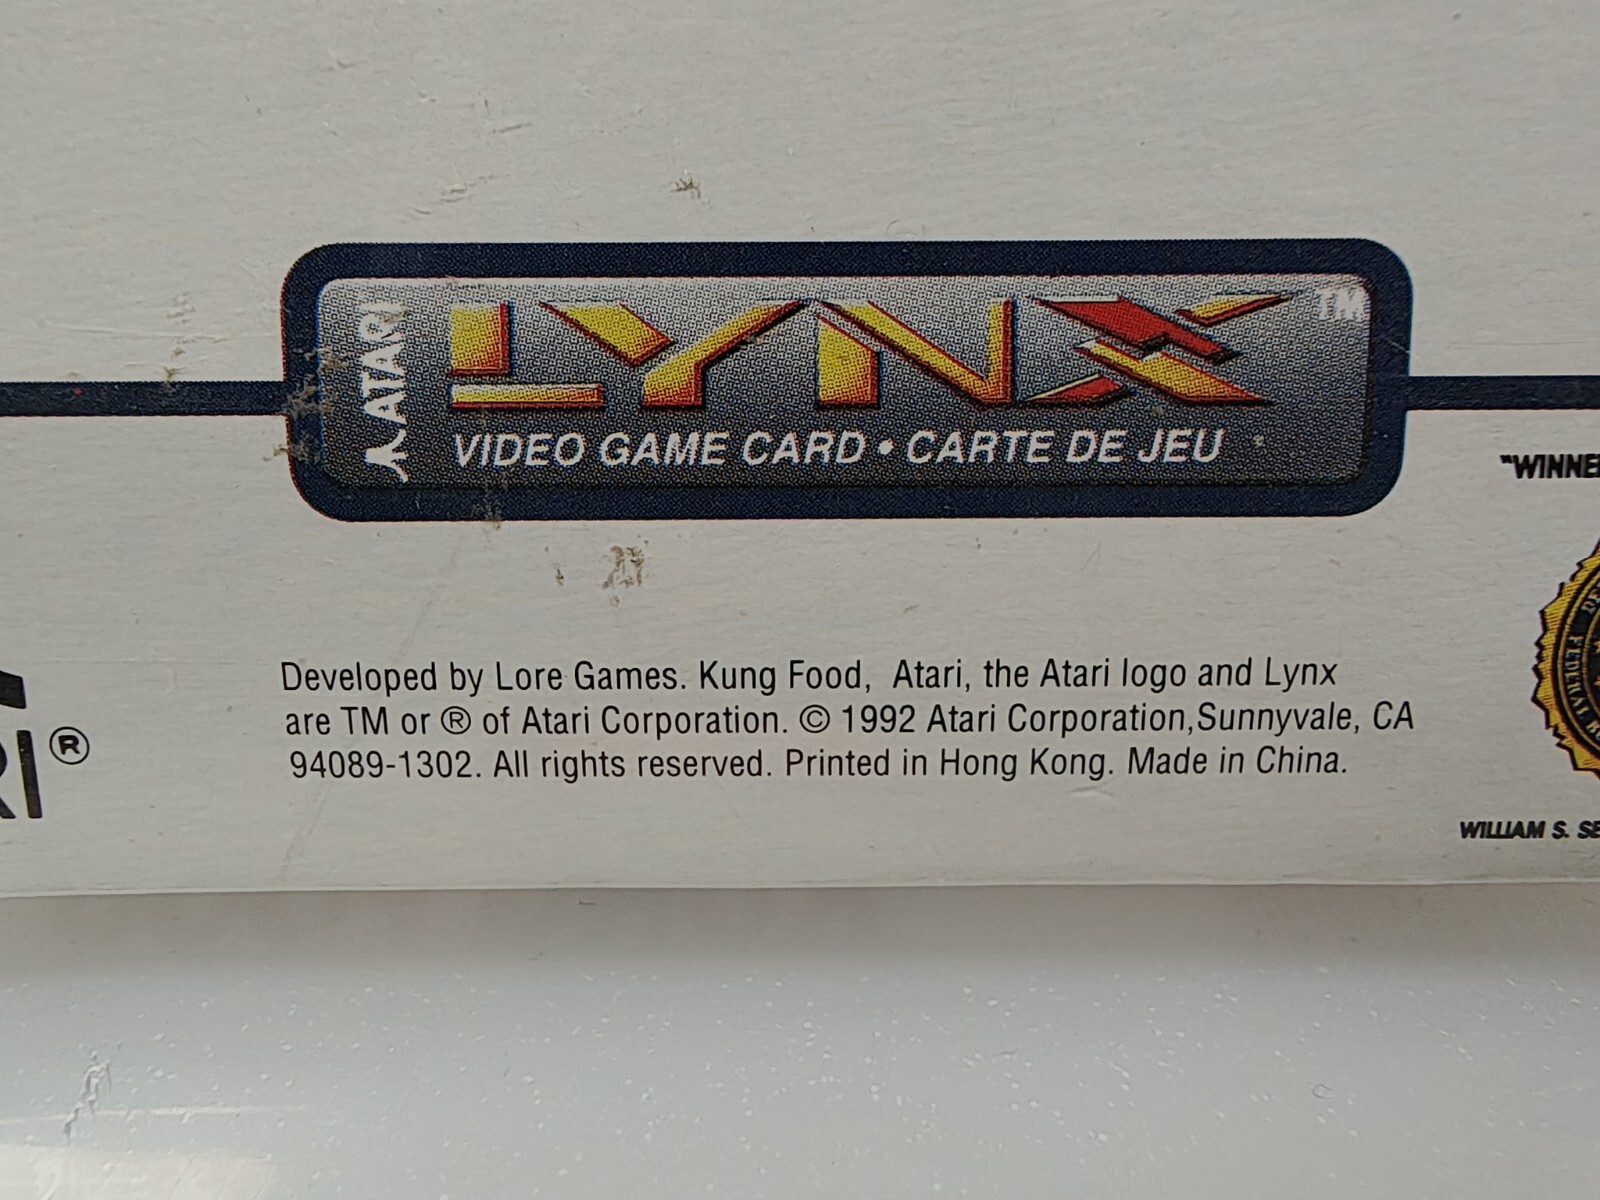 ATARI
LYNX TM
VIDEO GAME CARD • CARTE DE JEU
Developed by Lore Games. Kung Food, Atari, the Atari logo and Lynx
are TM or ® of Atari Corporation. © 1992 Atari Corporation,Sunnyvale, CA
94089-1302. All rights reserved. Printed in Hong Kong. Made in China.
®
WILLIAM S.